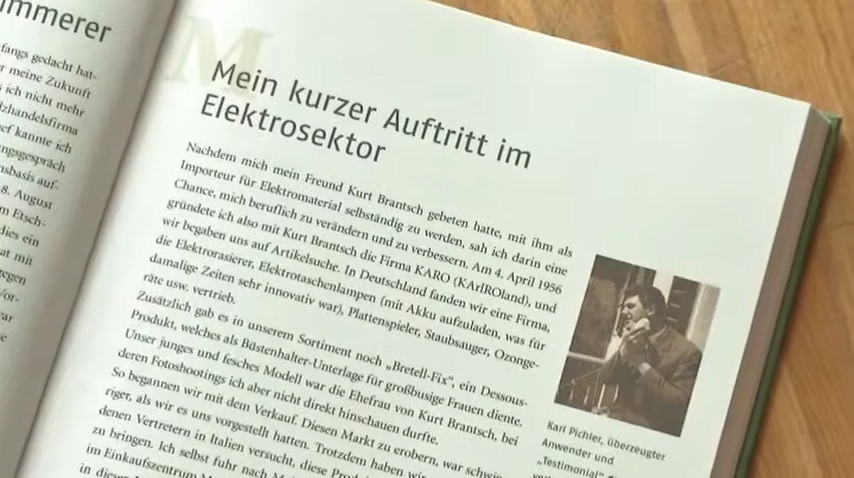 immerer
fangs gedacht hat-
r meine Zukunft
ich nicht mehr
lzhandelsfirma
ef kannte ich
ngsgespräch
nsbasis auf.
8. August
m Etsch-
dies ein
at mit
egen
Vor-
war
M
Mein kurzer Auftritt im
Elektrosektor
Nachdem mich mein Freund Kurt Brantsch gebeten hatte, mit ihm als
Importeur für Elektromaterial selbständig zu werden, sah ich darin eine
Chance, mich beruflich zu verändern und zu verbessern. Am 4. April 1956
gründete ich also mit Kurt Brantsch die Firma KARO (KArlROland), und
wir begaben uns auf Artikelsuche. In Deutschland fanden wir eine Firma,
die Elektrorasierer, Elektrotaschenlampen (mit Akku aufzuladen, was für
damalige Zeiten sehr innovativ war), Plattenspieler, Staubsauger, Ozonge-
räte usw. vertrieb.
Zusätzlich gab es in unserem Sortiment noch „Bretell-Fix“, ein Dessous-
Produkt, welches als Büstenhalter-Unterlage für großbusige Frauen diente.
Unser junges und fesches Modell war die Ehefrau von Kurt Brantsch, bei
deren Fotoshootings ich aber nicht direkt hinschauen durfte.
So begannen wir mit dem Verkauf. Diesen Markt zu erobern, war schwie-
riger, als wir es uns vorgestellt hatten. Trotzdem haben wir
denen Vertretern in Italien versucht, diese
zu bringen. Ich selbst fuhr nach
im Einkaufszentrum
in dieser
Karl Pichler, überzeugter
Anwender und
„Testimonial“